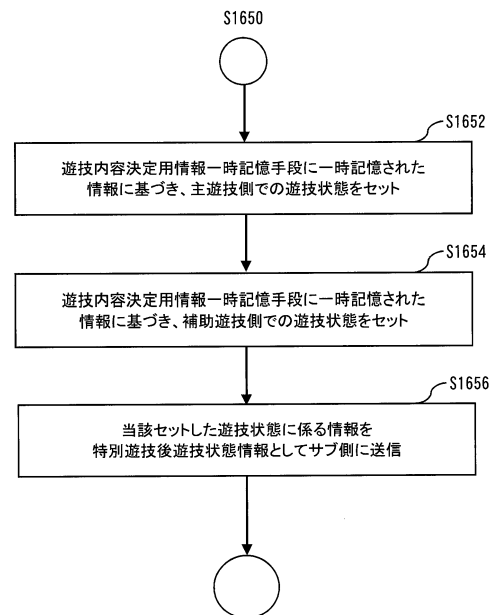 S1650
S1652
遊技内容決定用情報一時記憶手段に一時記憶された
情報に基づき、主遊技側での遊技状態をセット
S1654
遊技内容決定用情報一時記憶手段に一時記憶された
情報に基づき、補助遊技側での遊技状態をセット
S1656
当該セットした遊技状態に係る情報を
特別遊技後遊技状態情報としてサブ側に送信